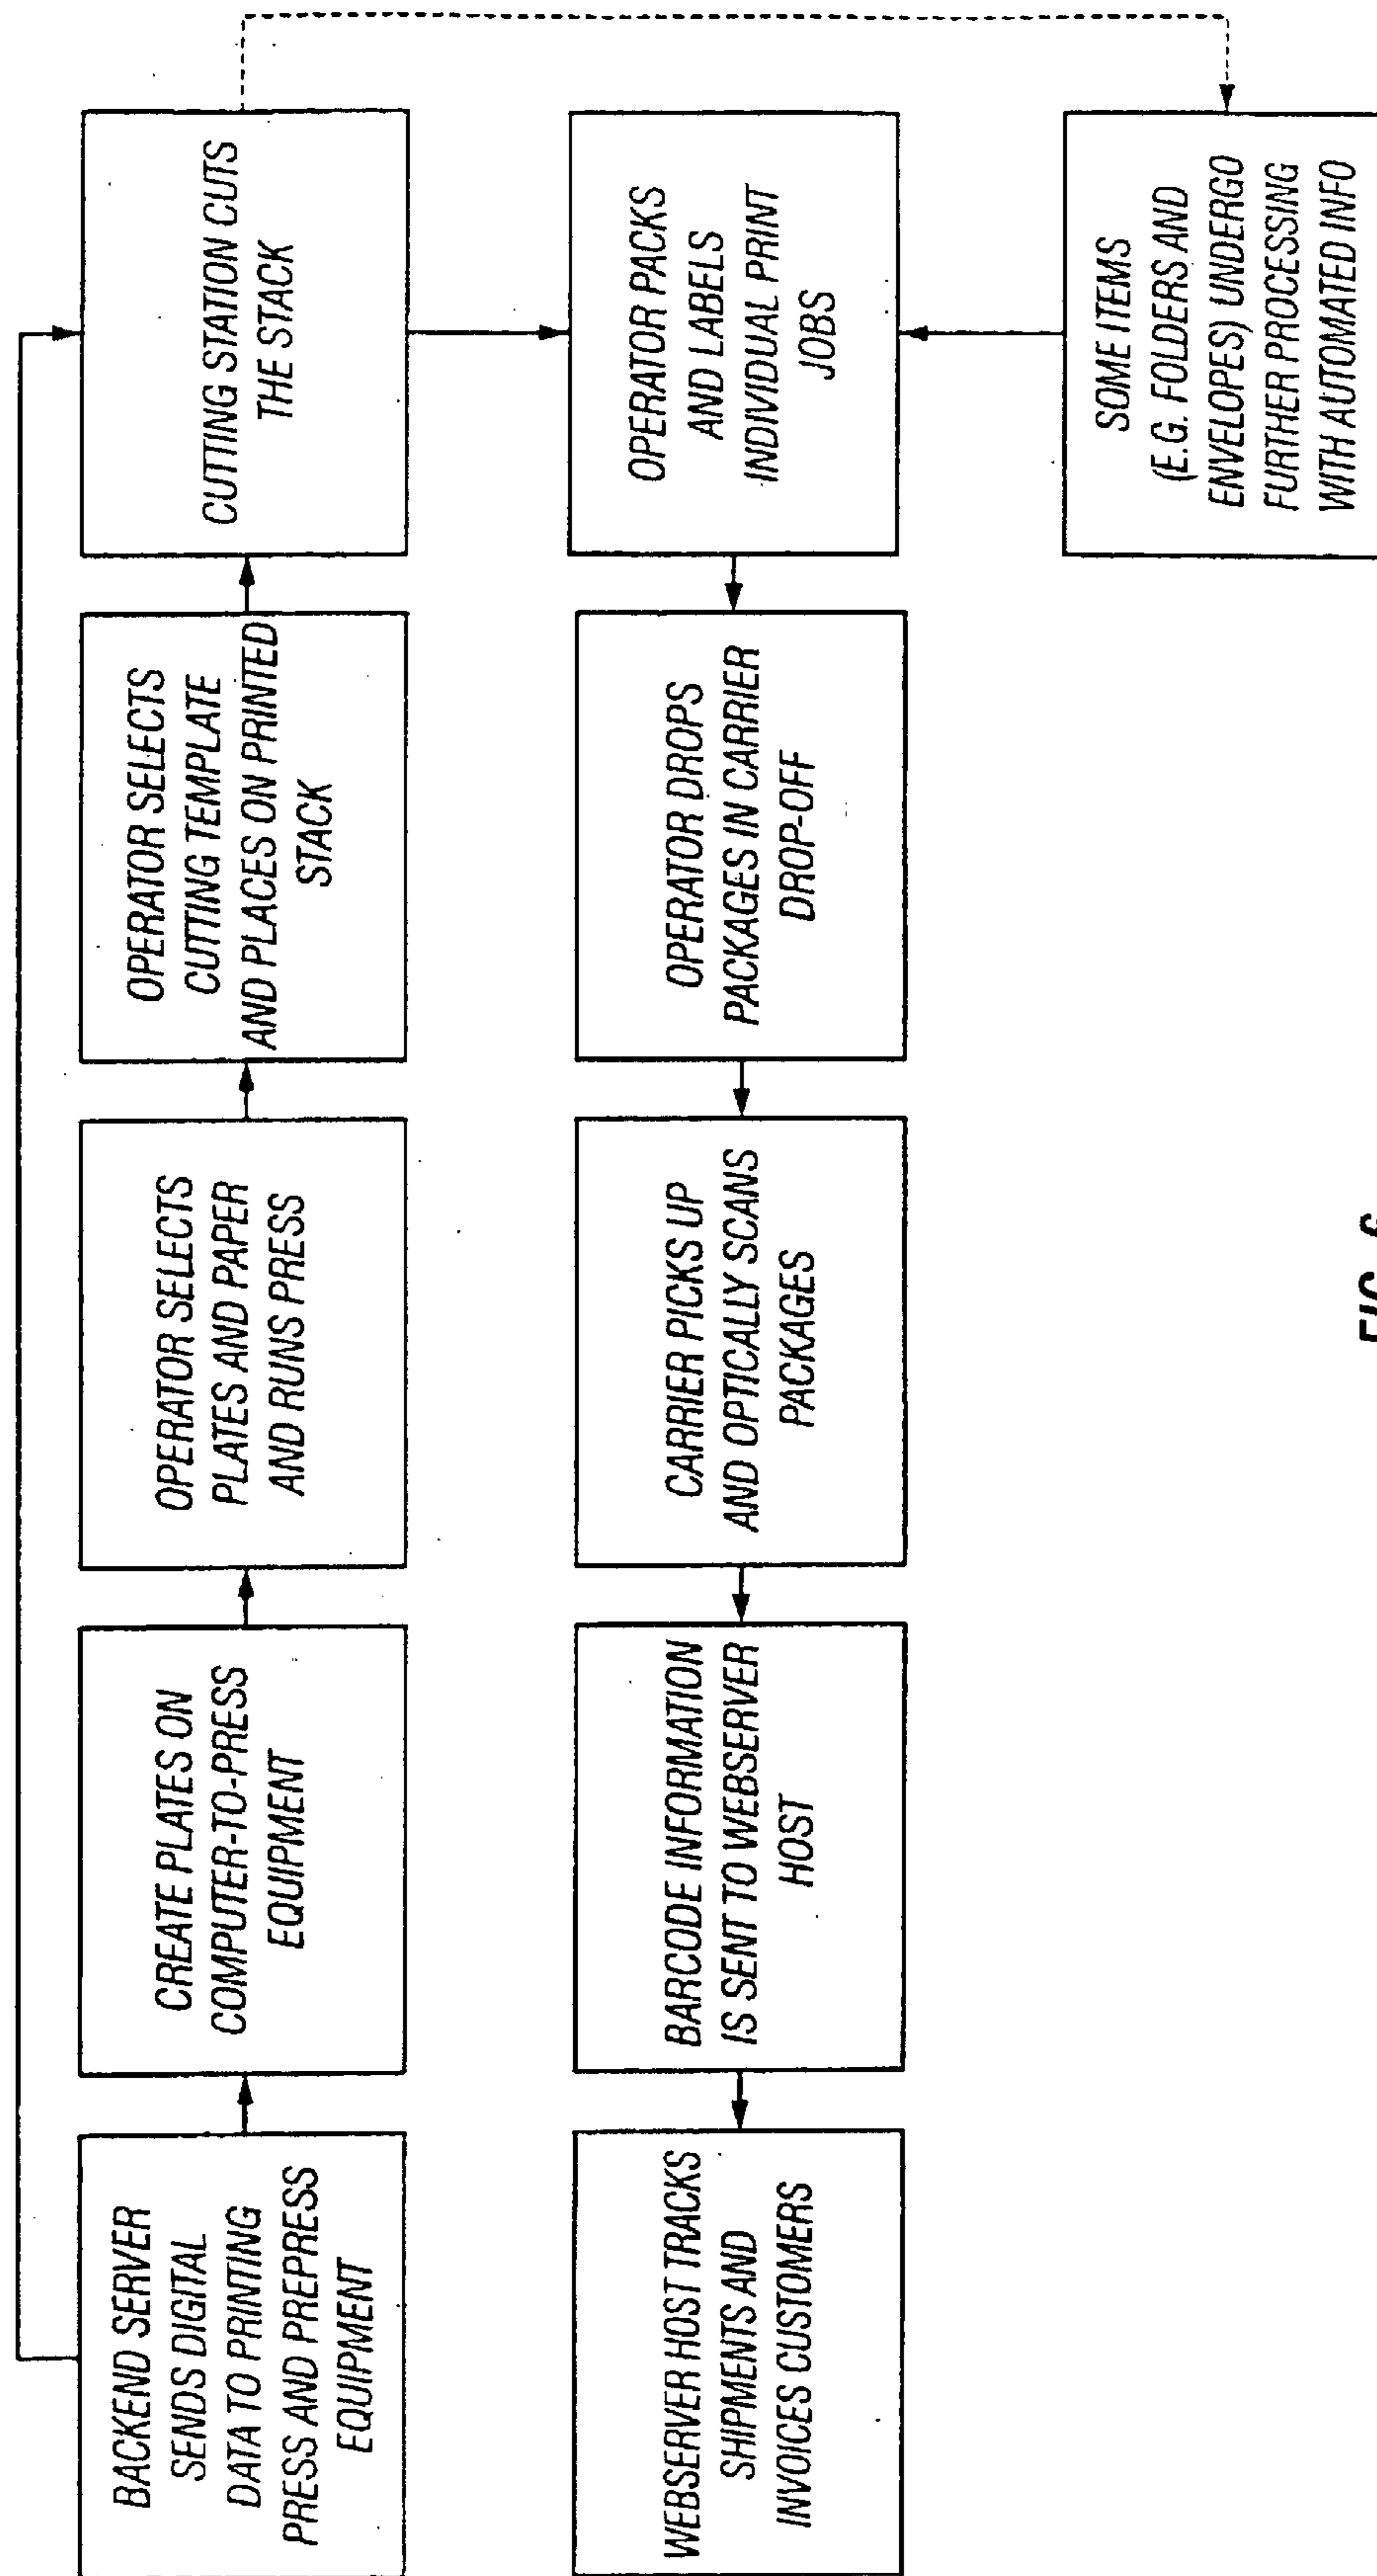 BACKEND SERVER
SENDS DIGITAL
DATA TO PRINTING
PRESS AND PREPRESS
EQUIPMENT
CREATE PLATES ON
COMPUTER-TO-PRESS
EQUIPMENT
OPERATOR SELECTS
PLATES AND PAPER
AND RUNS PRESS
OPERATOR SELECTS
CUTTING TEMPLATE
AND PLACES ON PRINTED
STACK
CUTTING STATION CUTS
THE STACK
WEBSERVER HOST TRACKS
SHIPMENTS AND
INVOICES CUSTOMERS
BARCODE INFORMATION
IS SENT TO WEBSERVER
HOST
CARRIER PICKS UP
AND OPTICALLY SCANS
PACKAGES
OPERATOR DROPS
PACKAGES IN CARRIER
DROP-OFF
OPERATOR PACKS
AND LABELS
INDIVIDUAL PRINT
JOBS
SOME ITEMS
(E.G. FOLDERS AND
ENVELOPES) UNDERGO
FURTHER PROCESSING
WITH AUTOMATED INFO
FIG. 6